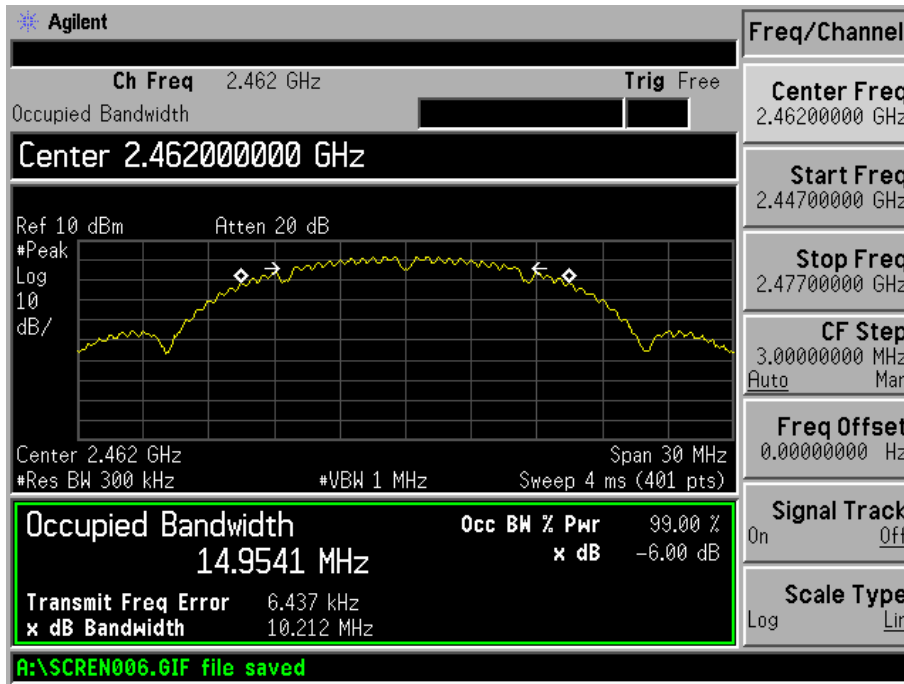 Agilent
Freq/Channel
Ch Freq 2.462 GHz Trig Free
Occupied Bandwidth
Center 2.462000000 GHz
Center Freq
2.46200000 GHz
Start Freq
2.44700000 GHz
Stop Freq
2.47700000 GHz
CF Step
3.00000000 MHz
Auto Man
Freq Offset
0.00000000 Hz
Signal Track
On Off
Scale Type
Log Lin
Ref 10 dBm Atten 20 dB
#Peak
Log
10
dB/
Center 2.462 GHz Span 30 MHz
#Res BW 300 kHz #VBW 1 MHz Sweep 4 ms (401 pts)
Occupied Bandwidth Occ BW % Pwr 99.00 %
14.9541 MHz x dB -6.00 dB
Transmit Freq Error 6.437 kHz
x dB Bandwidth 10.212 MHz
A:\SCREN006.GIF file saved